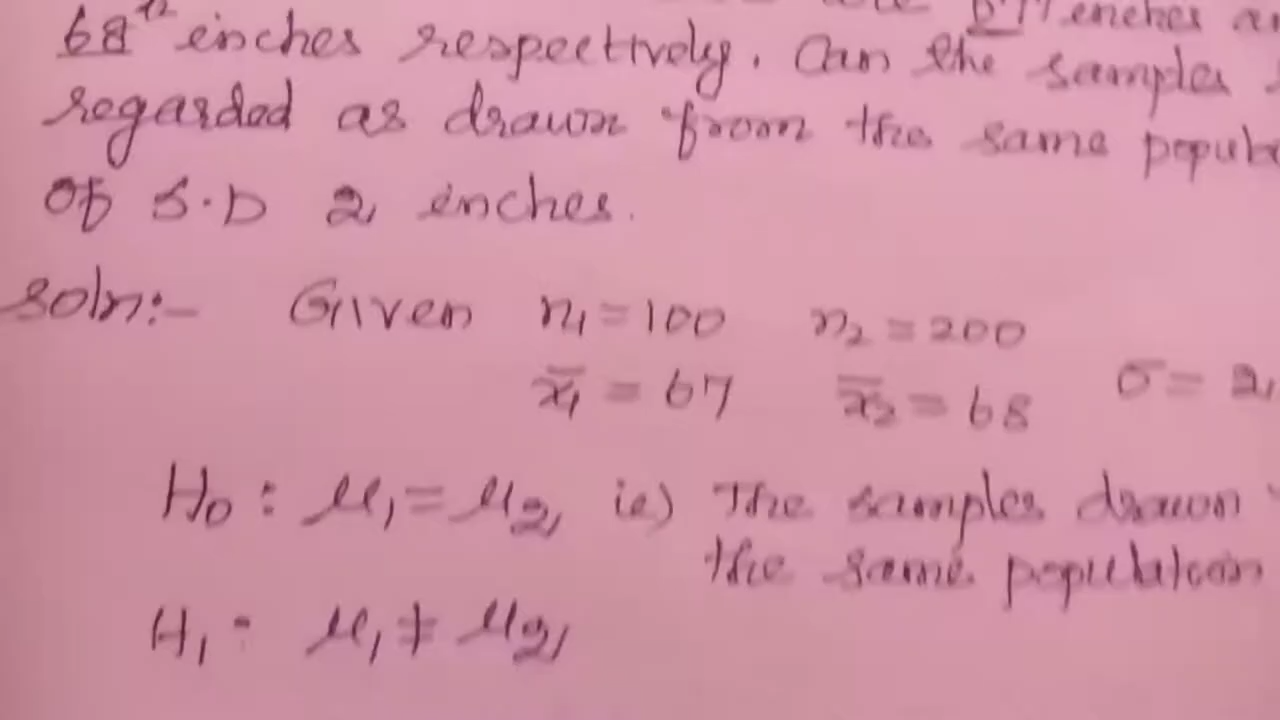 67 inches
68 inches respectively. Can the samples
regarded as drawn from the same popul
of S.D 2 inches.
Soln:- Given n1 = 100 n2 = 200
x̄1 = 67 x̄2 = 68 σ = 2
H0 : μ1 = μ2 ie) The samples drawn
the same population
H1 : μ1 ≠ μ2